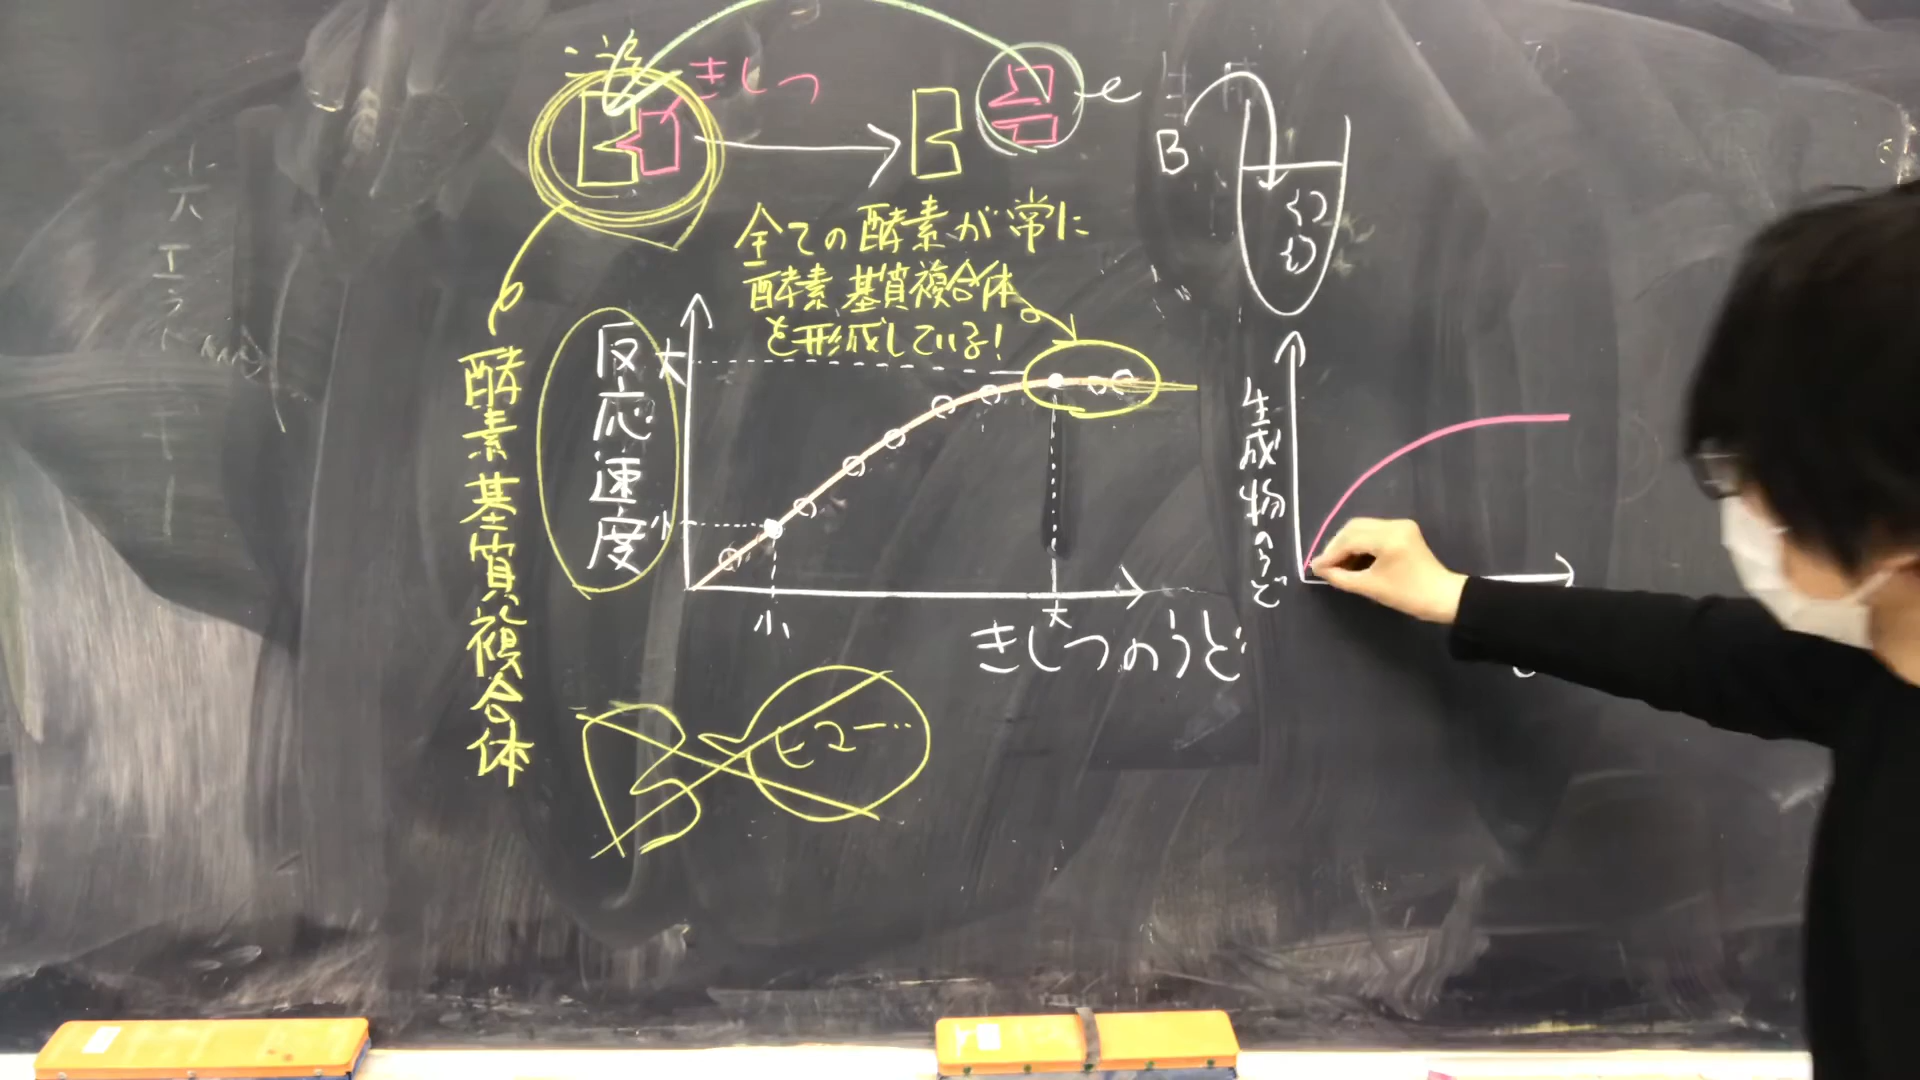 きしつ
B
全ての酵素が常に
酵素、基質複合体
を形成している!
酵素基質複合体
反応速度
大
小
小
大
きしつのうど
生成物のうど
ヒマー…